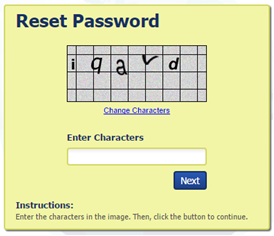 Reset Password
i q a v d
Change Characters
Enter Characters
Next
Instructions:
Enter the characters in the image. Then, click the button to continue.